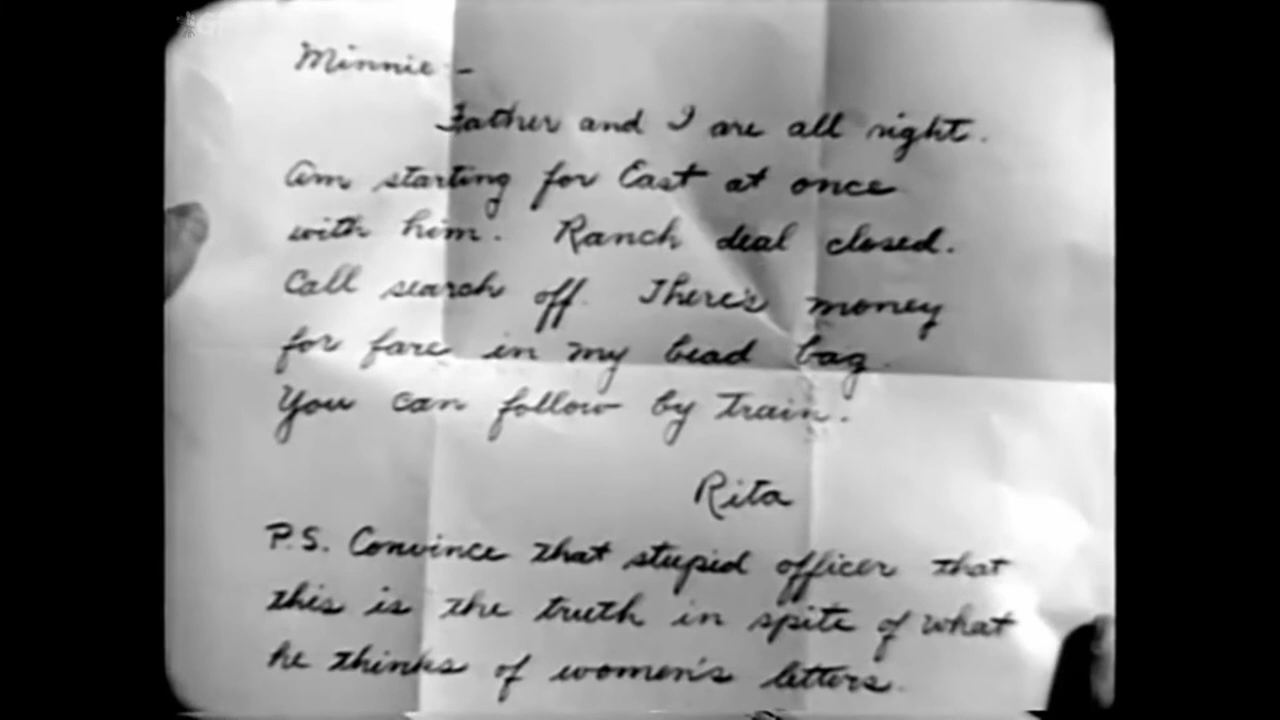 Minnie -
Father and I are all right.
Am starting for East at once
with him. Ranch deal closed.
Call search off. There's money
for fare in my bead bag.
You can follow by train.
Rita
P.S. Convince that stupid officer that
this is the truth in spite of what
he thinks of women's letters.